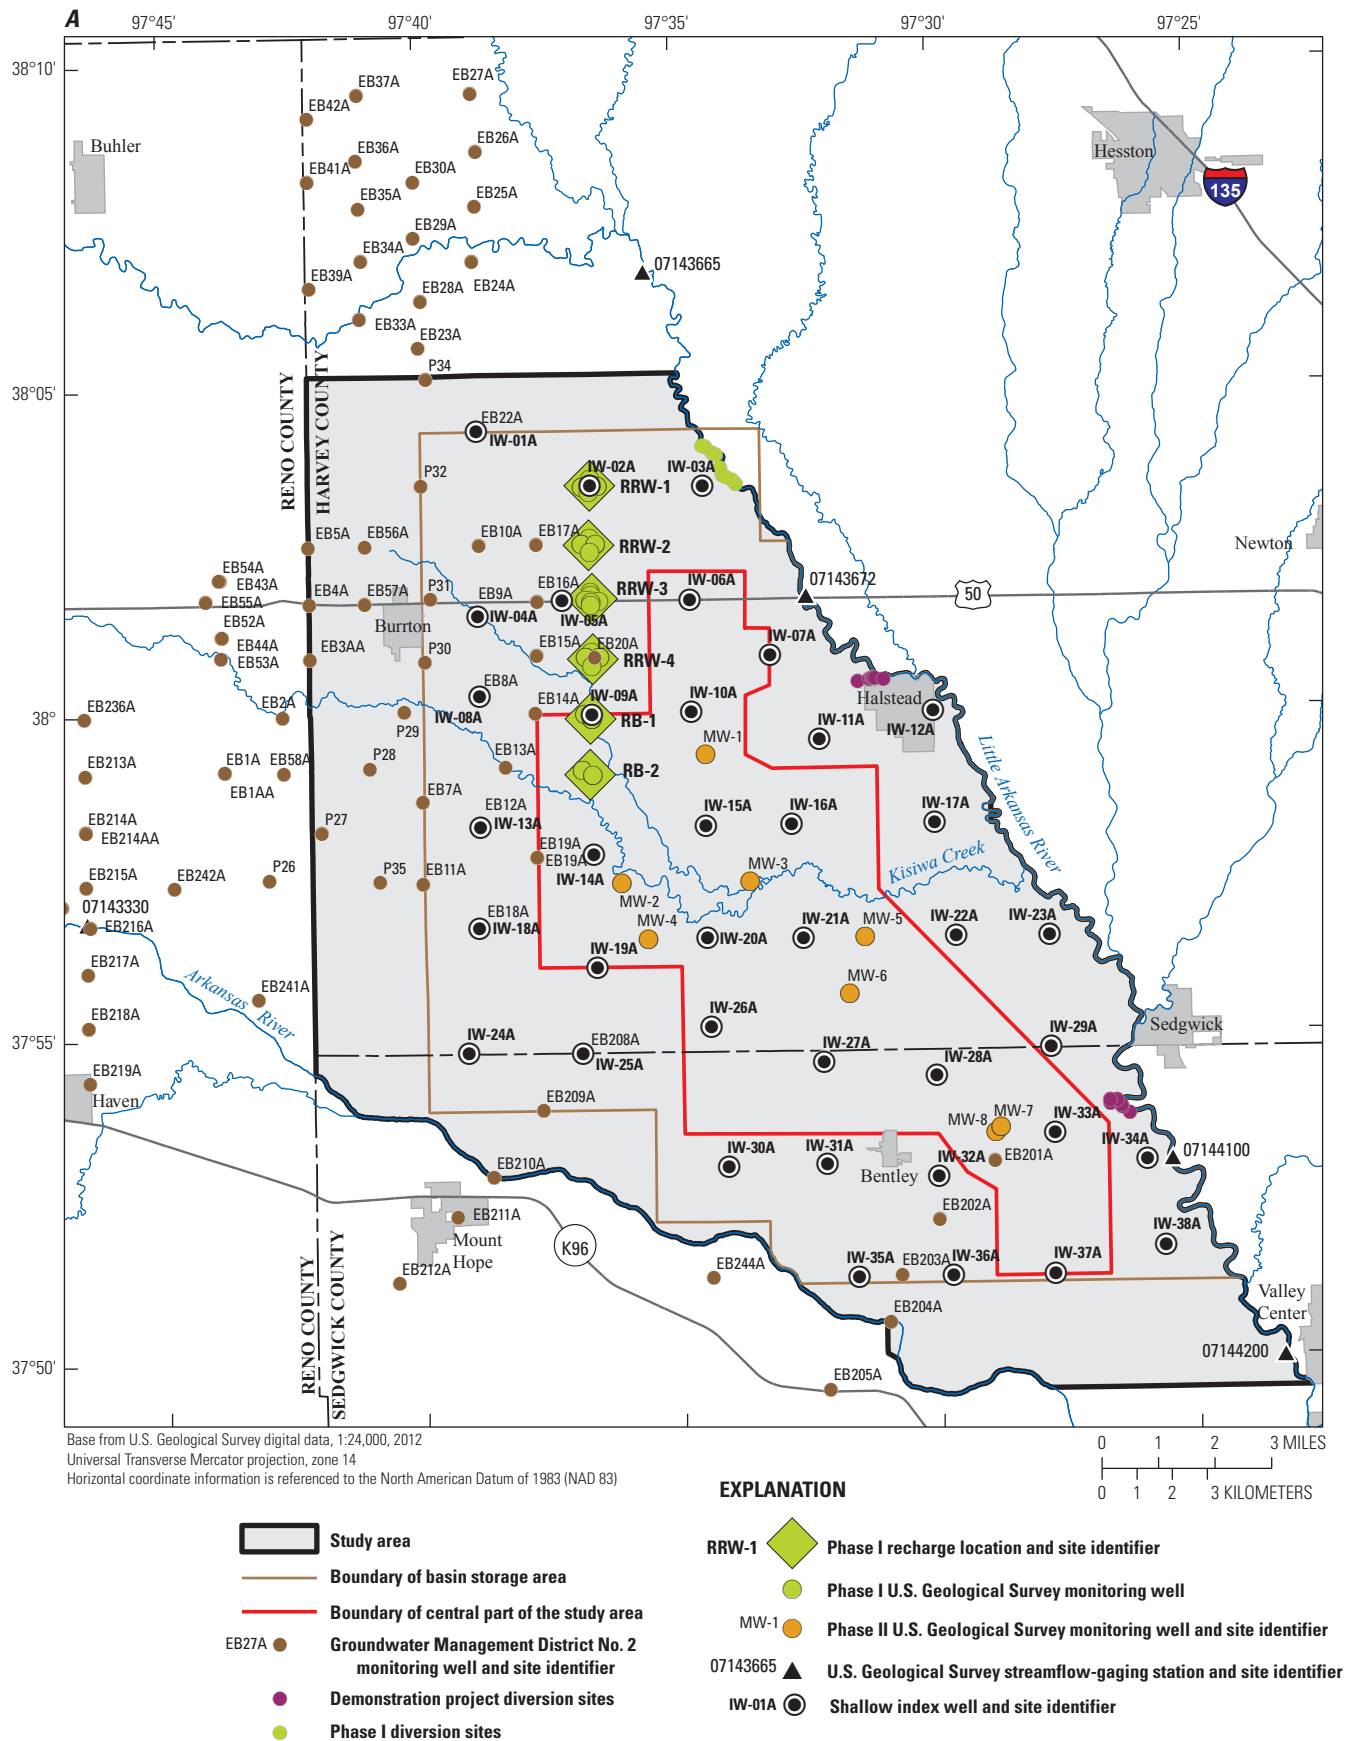 A
97°45'
97°40'
97°35'
97°30'
97°25'
38°10'
EB37A
EB27A
EB42A
Buhler
Hesston
EB26A
EB36A
EB41A
EB30A
135
EB35A
EB25A
EB29A
EB34A
07143665
EB39A
EB28A
EB24A
EB33A
EB23A
P34
38°05'
RENO COUNTY
HARVEY COUNTY
EB22A
IW-01A
P32
IW-02A
IW-03A
RRW-1
EB5A
EB56A
EB10A
EB17A
RRW-2
Newton
EB54A
EB43A
07143672
EB4A
EB57A
P31
EB9A
EB16A
RRW-3
IW-06A
50
EB55A
EB52A
Burrton
IW-04A
IW-05A
EB44A
EB53A
EB3AA
P30
EB15A
EB20A
RRW-4
IW-07A
EB8A
Halstead
EB236A
38°
EB2A
P29
IW-08A
EB14A
IW-09A
RB-1
IW-10A
IW-11A
IW-12A
MW-1
EB213A
EB1A
EB58A
P28
EB13A
RB-2
Little Arkansas River
EB1AA
EB7A
EB12A
IW-13A
IW-15A
IW-16A
IW-17A
EB214A
EB214AA
P27
EB19A
EB19A
IW-14A
MW-3
Kisiwa Creek
EB215A
EB242A
P26
P35
EB11A
MW-2
07143330
EB216A
EB18A
IW-18A
MW-4
IW-20A
IW-21A
MW-5
IW-22A
IW-23A
IW-19A
EB217A
Arkansas River
EB241A
MW-6
EB218A
IW-26A
IW-29A
Sedgwick
37°55'
IW-24A
EB208A
IW-25A
IW-27A
IW-28A
EB219A
Haven
EB209A
MW-7
MW-8
IW-33A
IW-34A
07144100
IW-30A
IW-31A
Bentley
IW-32A
EB201A
EB210A
EB211A
EB202A
Mount
Hope
K96
IW-38A
EB212A
EB244A
IW-35A
EB203A
IW-36A
IW-37A
RENO COUNTY
SEDGWICK COUNTY
EB204A
Valley
Center
07144200
37°50'
EB205A
Base from U.S. Geological Survey digital data, 1:24,000, 2012
Universal Transverse Mercator projection, zone 14
Horizontal coordinate information is referenced to the North American Datum of 1983 (NAD 83)
0 1 2 3 MILES
0 1 2 3 KILOMETERS
EXPLANATION
Study area
Boundary of basin storage area
Boundary of central part of the study area
EB27A Groundwater Management District No. 2
monitoring well and site identifier
Demonstration project diversion sites
Phase I diversion sites
RRW-1 Phase I recharge location and site identifier
Phase I U.S. Geological Survey monitoring well
MW-1 Phase II U.S. Geological Survey monitoring well and site identifier
07143665 U.S. Geological Survey streamflow-gaging station and site identifier
IW-01A Shallow index well and site identifier